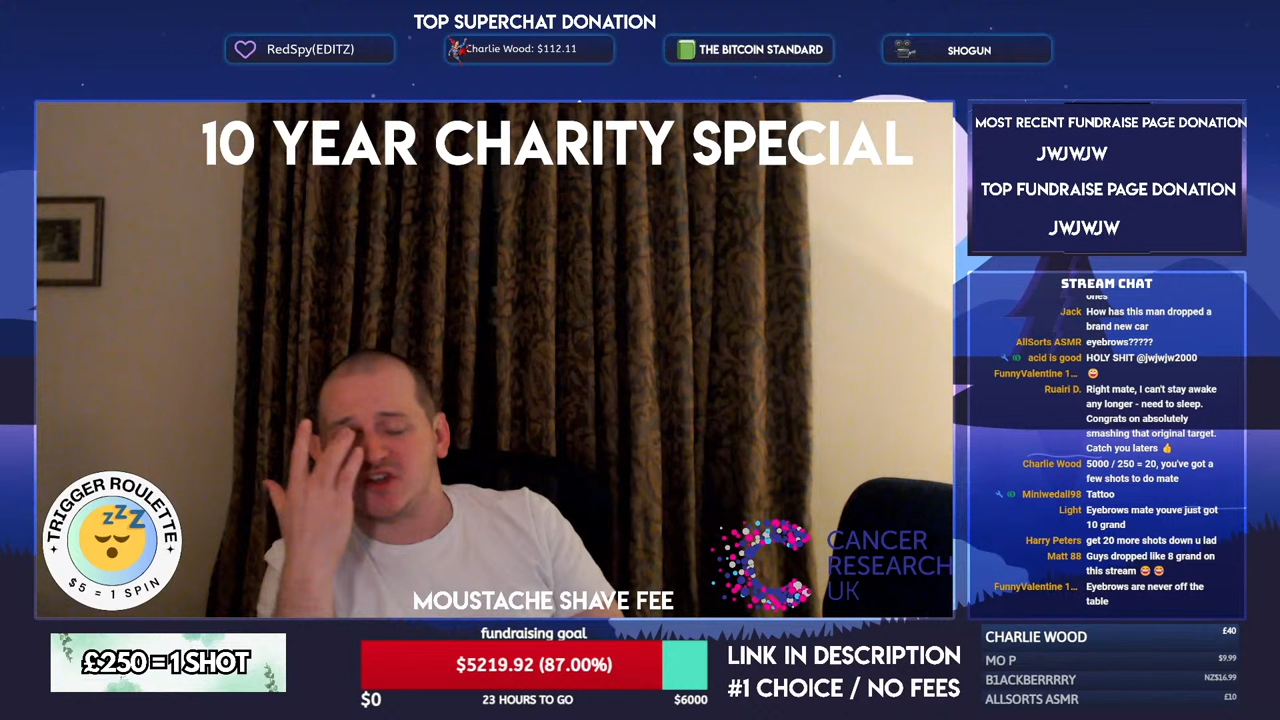 TOP SUPERCHAT DONATION
RedSpy(EDITZ)
Charlie Wood: $112.11
THE BITCOIN STANDARD
SHOGUN
10 YEAR CHARITY SPECIAL
MOST RECENT FUNDRAISE PAGE DONATION
JWJWJW
TOP FUNDRAISE PAGE DONATION
JWJWJW
STREAM CHAT
ones
Jack How has this man dropped a
brand new car
AllSorts ASMR eyebrows?????
acid is good HOLY SHIT @jwjwjw2000
FunnyValentine 1... 😅
Ruairi D. Right mate, I can't stay awake
any longer - need to sleep.
Congrats on absolutely
smashing that original target.
Catch you laters 👍
Charlie Wood 5000 / 250 = 20, you've got a
few shots to do mate
Miniwedall98 Tattoo
Light Eyebrows mate youve just got
10 grand
Harry Peters get 20 more shots down u lad
Matt 88 Guys dropped like 8 grand on
this stream 😅 😅
FunnyValentine 1... Eyebrows are never off the
table
TRIGGER ROULETTE
ZZZ
$5 = 1 SPIN
CANCER
RESEARCH
UK
MOUSTACHE SHAVE FEE
fundraising goal
$5219.92 (87.00%)
$0
23 HOURS TO GO
$6000
£250 = 1 SHOT
LINK IN DESCRIPTION
#1 CHOICE / NO FEES
CHARLIE WOOD £40
MO P $9.99
B1ACKBERRRRY NZ$16.99
ALLSORTS ASMR £10